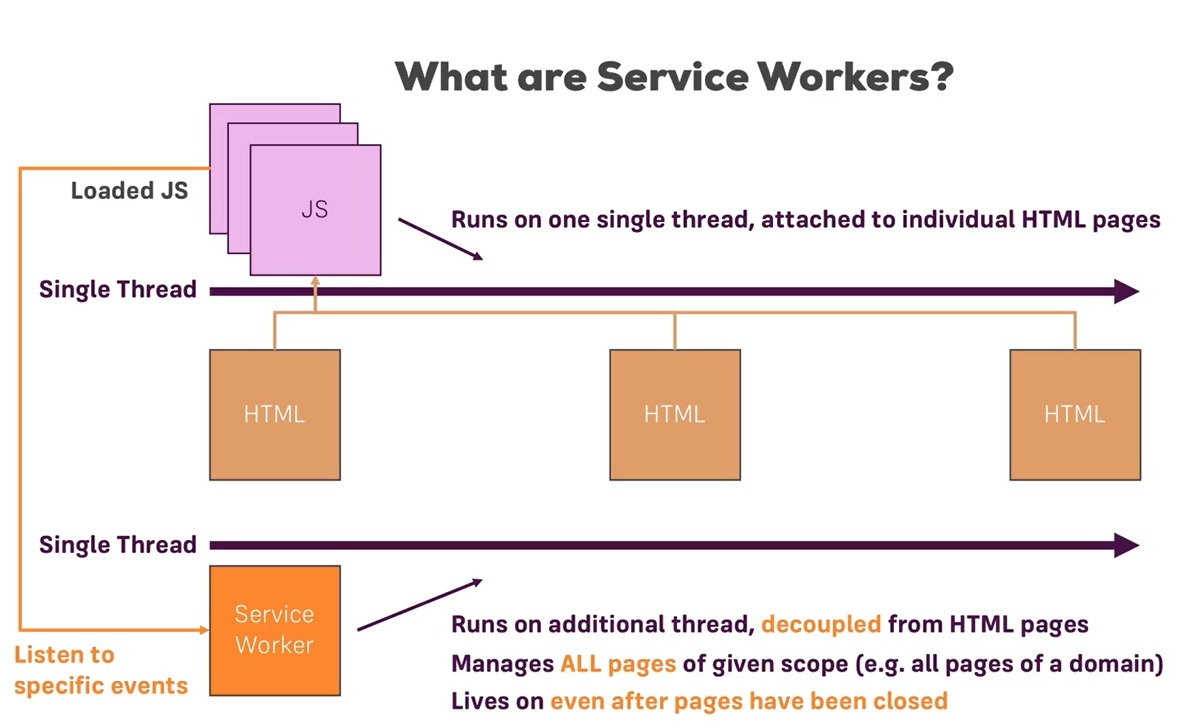 What are Service Workers?
Loaded JS
JS
Runs on one single thread, attached to individual HTML pages
Single Thread
HTML
HTML
HTML
Single Thread
Service
Worker
Listen to
specific events
Runs on additional thread, decoupled from HTML pages
Manages ALL pages of given scope (e.g. all pages of a domain)
Lives on even after pages have been closed